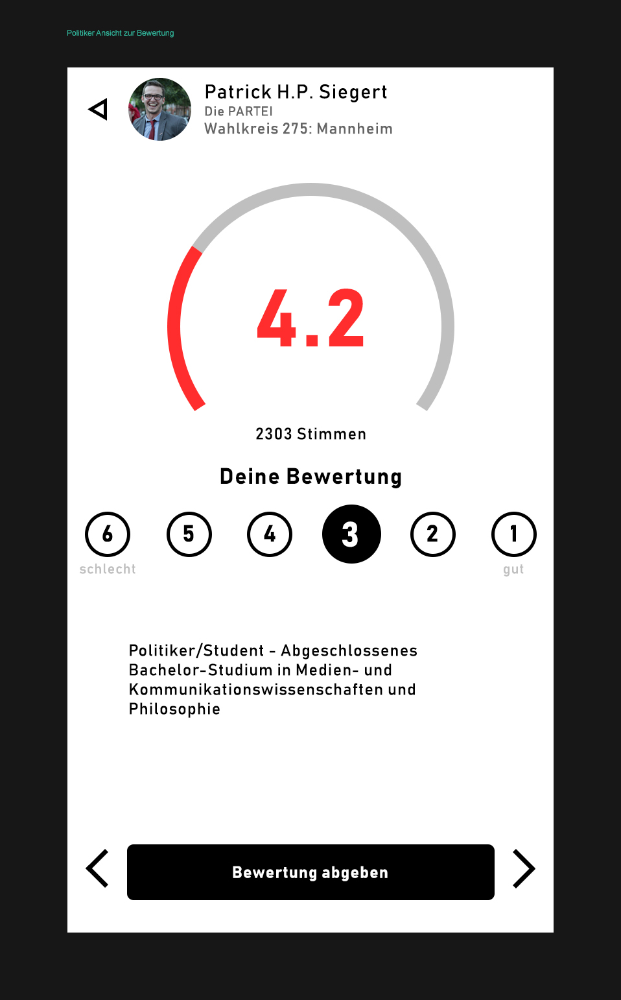 Politiker Ansicht zur Bewertung
Patrick H.P. Siegert
Die PARTEI
Wahlkreis 275: Mannheim
4.2
2303 Stimmen
Deine Bewertung
6 5 4 3 2 1
schlecht gut
Politiker/Student - Abgeschlossenes
Bachelor-Studium in Medien- und
Kommunikationswissenschaften und
Philosophie
Bewertung abgeben